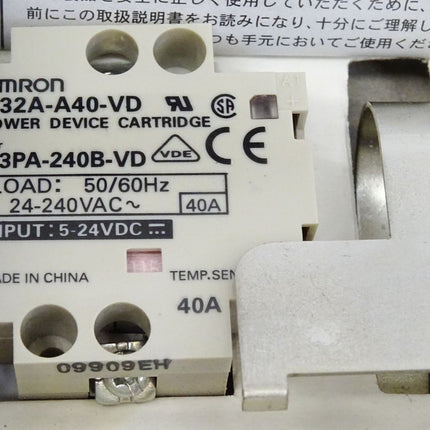 前にこの取扱説明書をお読みになり、十分にご理解し
つも手元においてご使用くださ
MRON
32A-A40-VD
OWER DEVICE CARTRIDGE
3PA-240B-VD
VDE
CE
LOAD: 50/60Hz
24-240VAC~ 40A
NPUT: 5-24VDC
ADE IN CHINA TEMP.SEN
40A
09909EH